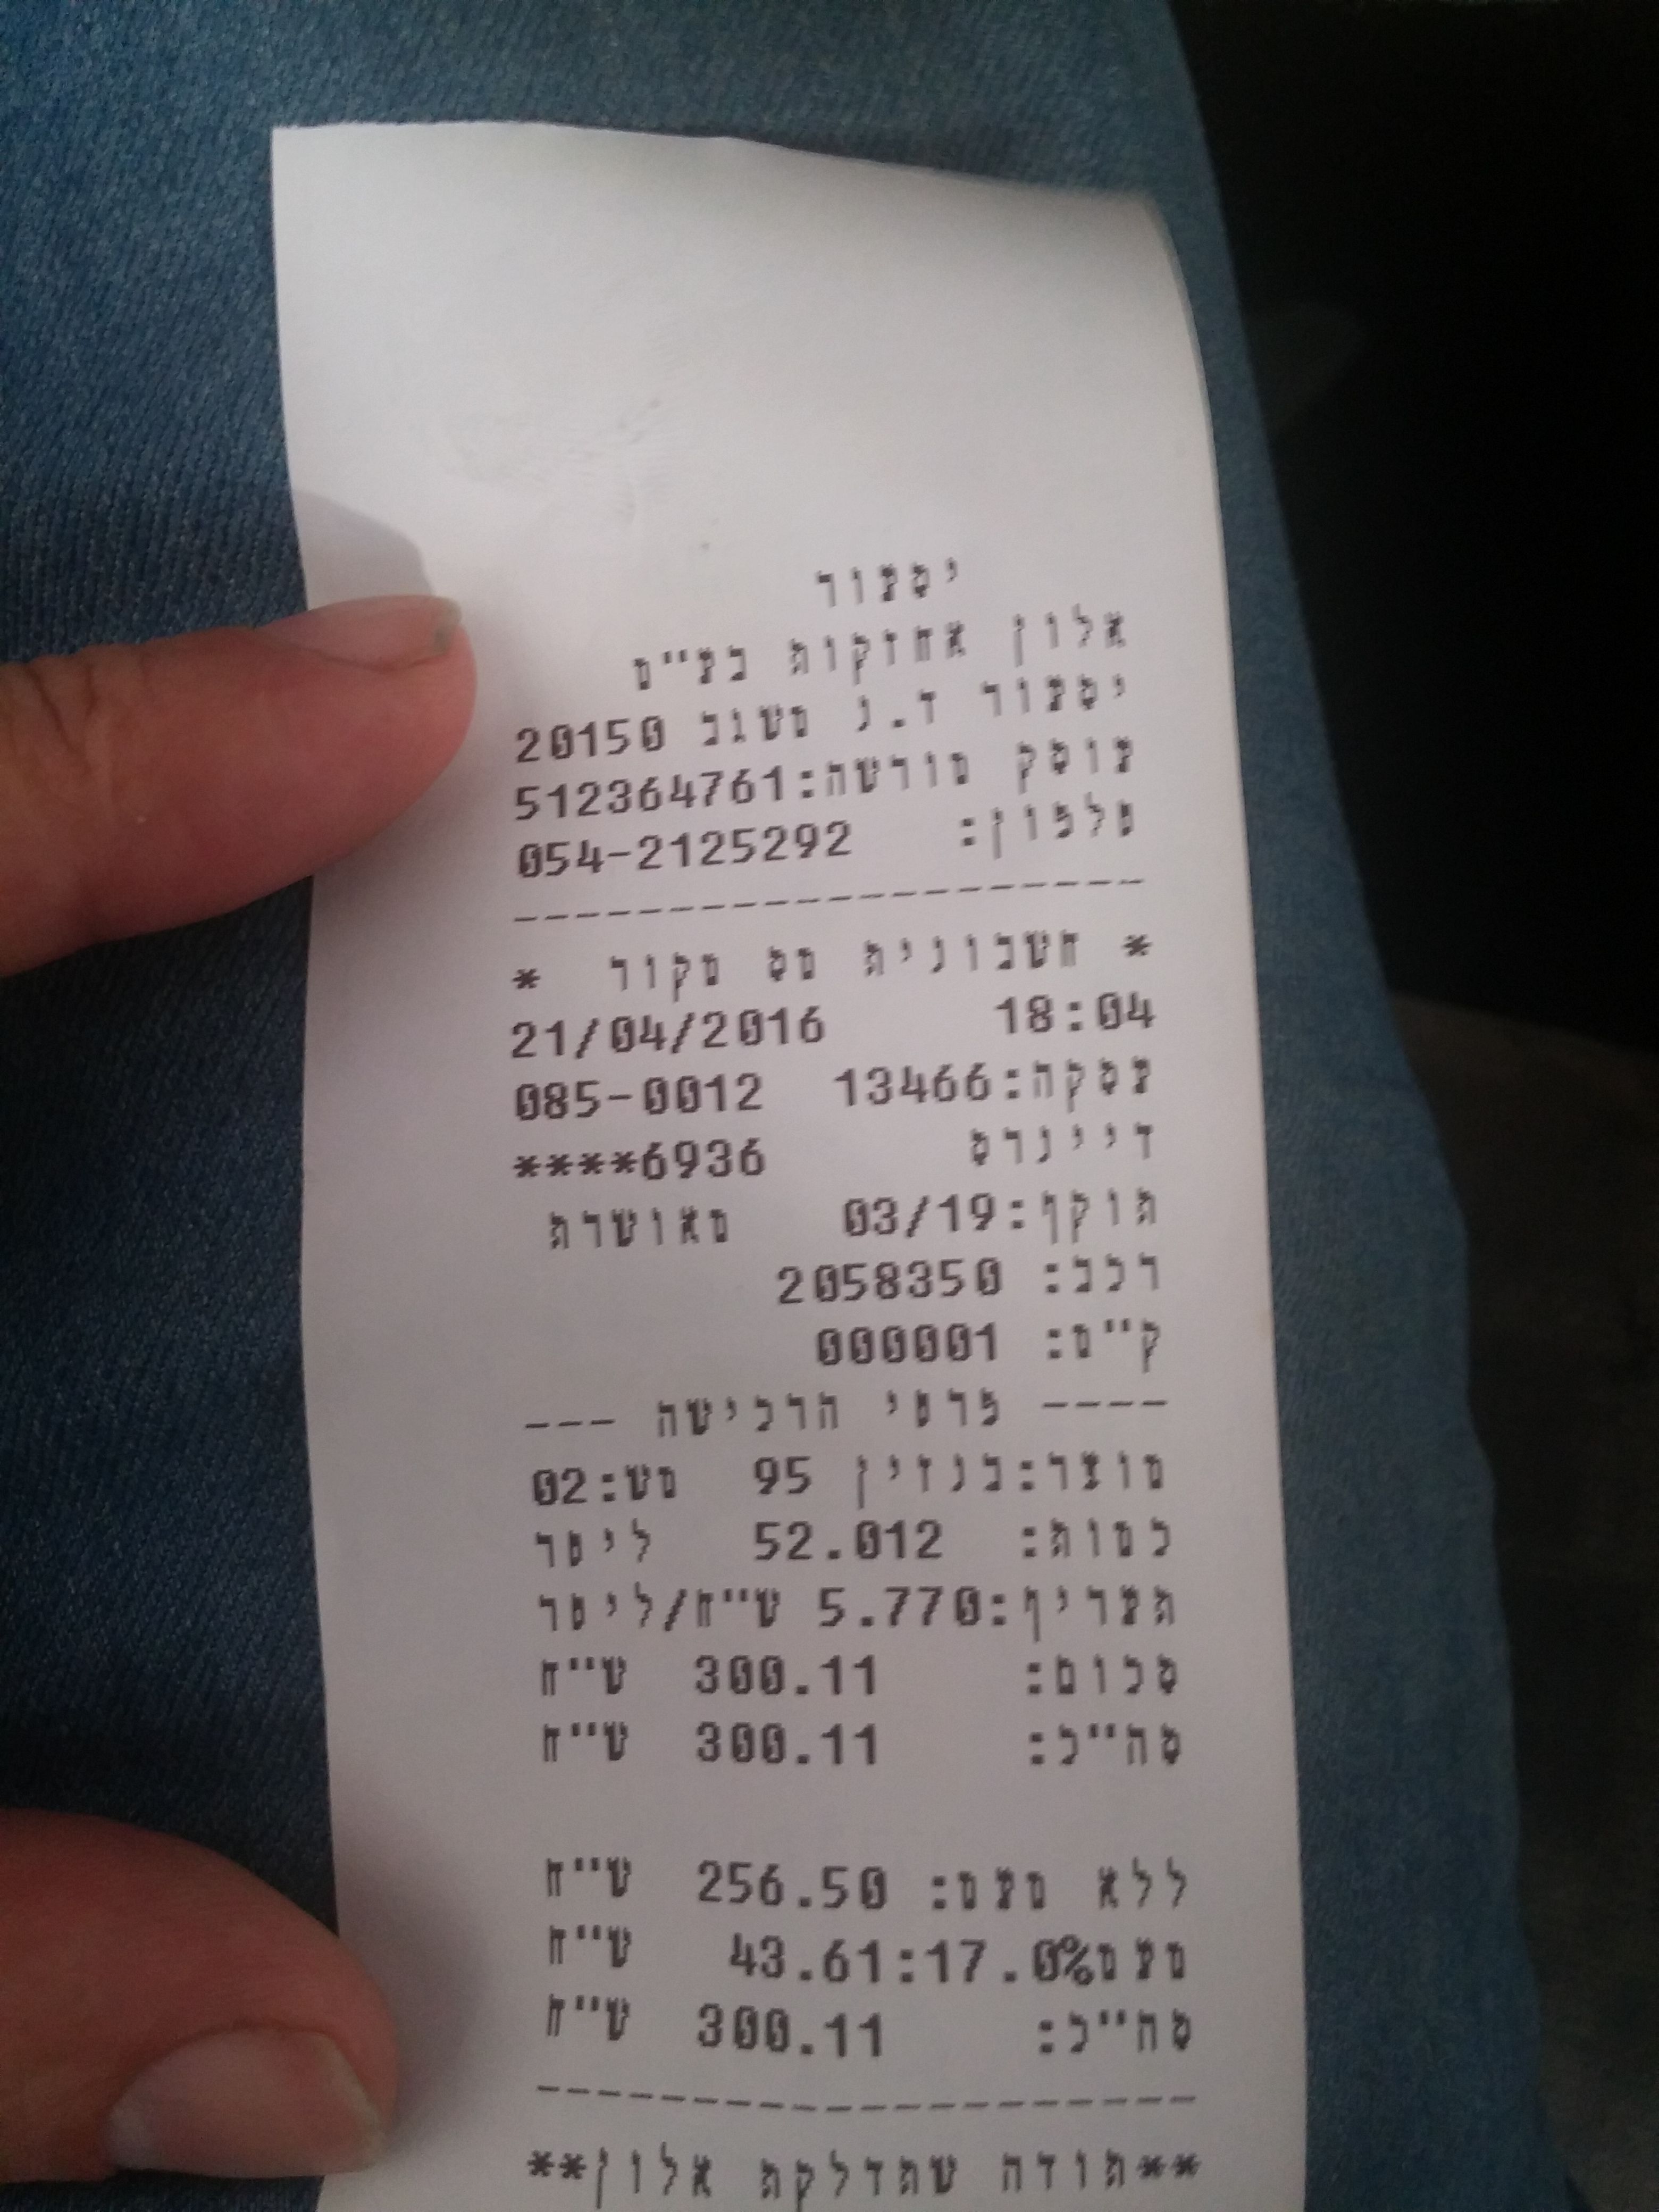 יסעור
אלון אחזקות בע"מ
יסעור ד.נ משגב 20150
עוסק מורשה:512364761
טלפון: 054-2125292
--------------------
* חשבונית מס מקור *
21/04/2016 18:04
עסקה:13466 085-0012
דיינרס ****6936
תוקף:03/19 מאושרת
רכב: 2058350
ק"מ: 000001
---- פרטי הרכישה ---
מוצר:בנזין 95 מש:02
כמות: 52.012 ליטר
תעריף:5.770 ש"ח/ליטר
סכום: 300.11 ש"ח
סה"כ: 300.11 ש"ח
ללא מעמ: 256.50 ש"ח
מעמ17.0%:43.61 ש"ח
סה"כ: 300.11 ש"ח
--------------------
**תודה שתדלקת אלון**